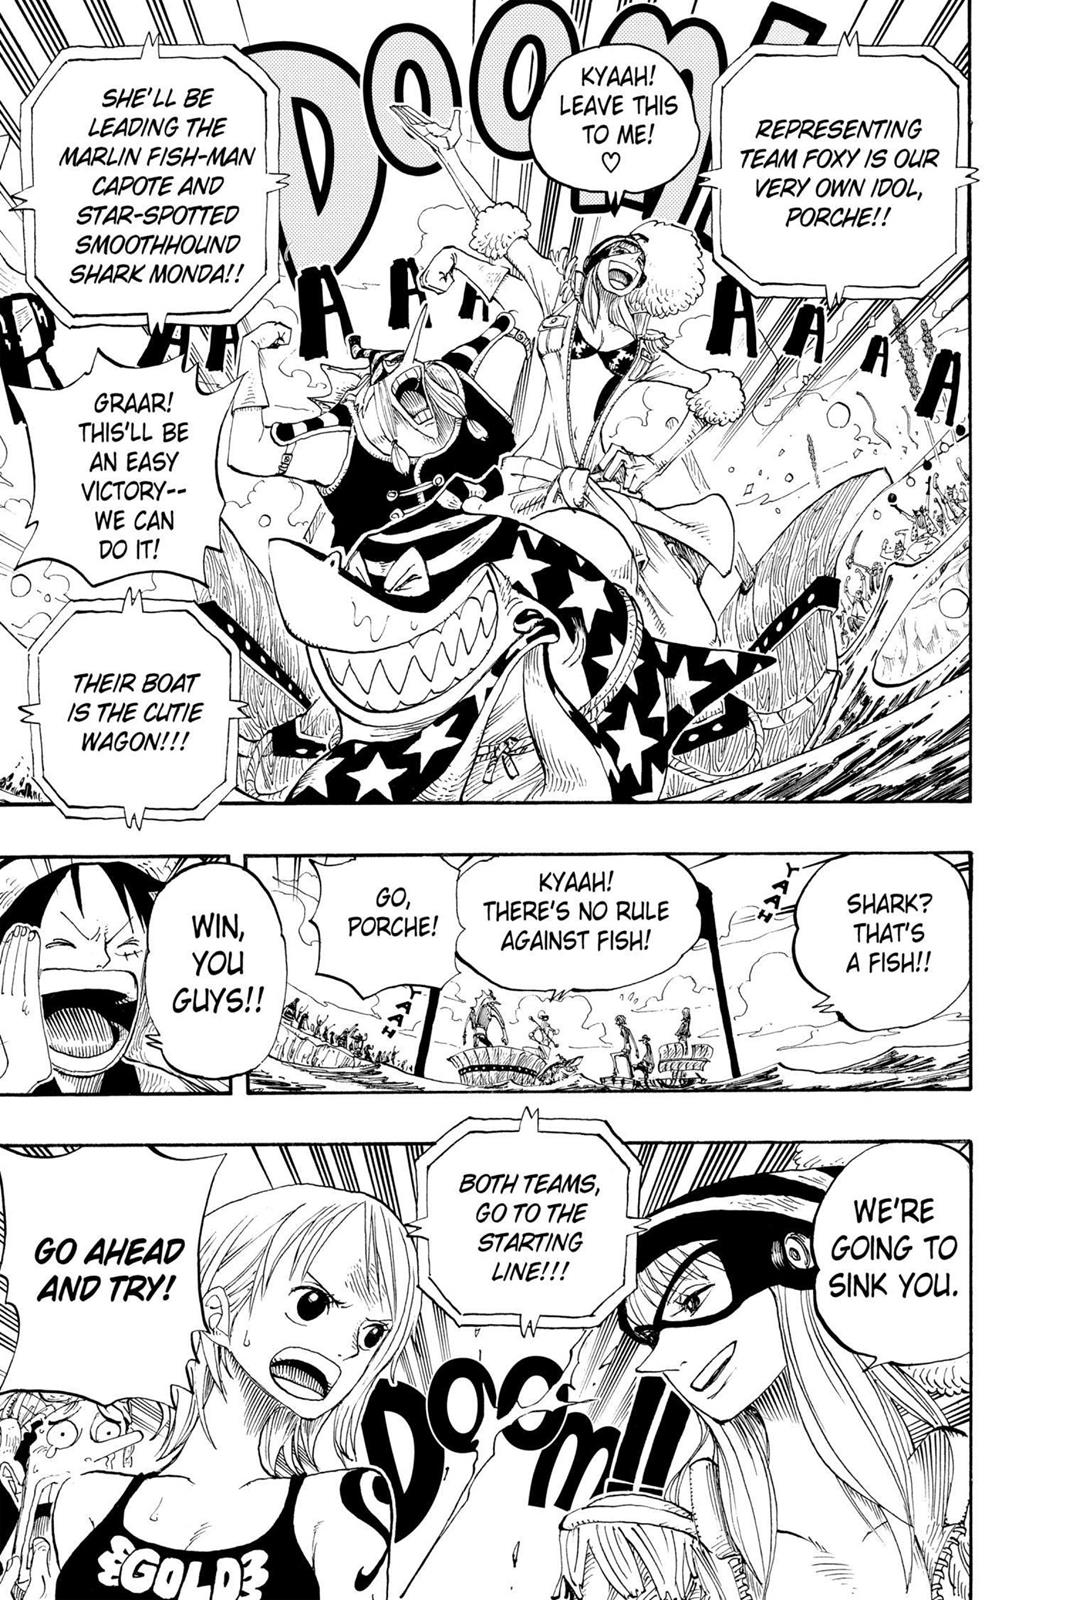 DOOM!
KYAAH!
LEAVE THIS
TO ME!
♡
REPRESENTING
TEAM FOXY IS OUR
VERY OWN IDOL,
PORCHE!!
SHE'LL BE
LEADING THE
MARLIN FISH-MAN
CAPOTE AND
STAR-SPOTTED
SMOOTHHOUND
SHARK MONDA!!
RAAAAAAAAAA
GRAAR!
THIS'LL BE
AN EASY
VICTORY--
WE CAN
DO IT!
THEIR BOAT
IS THE CUTIE
WAGON!!!
SHARK?
THAT'S
A FISH!!
YAAH
KYAAH!
THERE'S NO RULE
AGAINST FISH!
GO,
PORCHE!
YAAH
WIN,
YOU
GUYS!!
WE'RE
GOING TO
SINK YOU.
BOTH TEAMS,
GO TO THE
STARTING
LINE!!!
GO AHEAD
AND TRY!
DOOM!!
GOLD